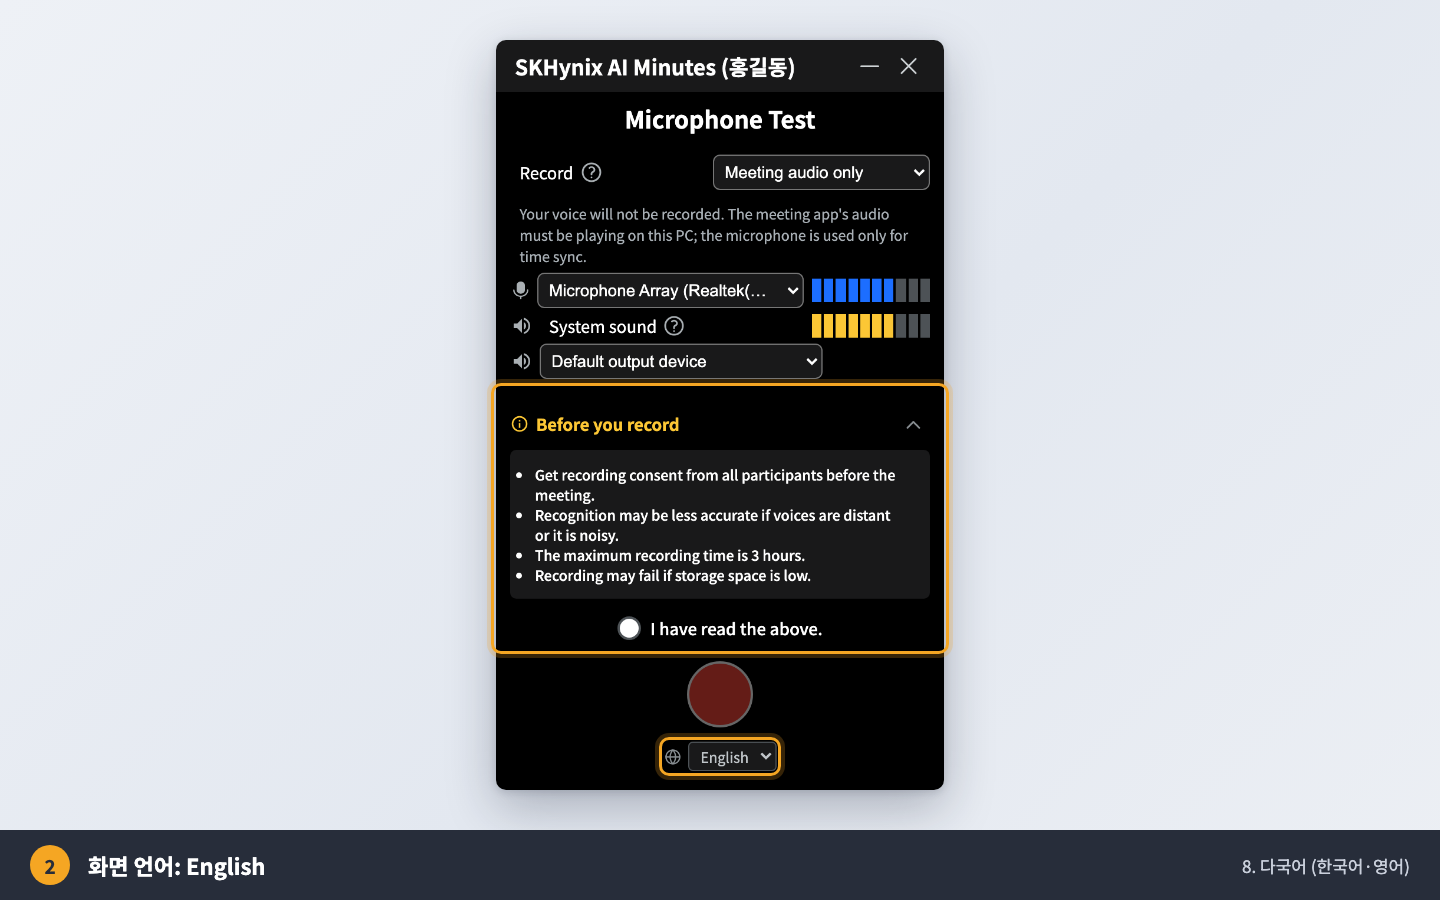 SKHynix AI Minutes (홍길동)
Microphone Test
Record
Meeting audio only
Your voice will not be recorded. The meeting app's audio
must be playing on this PC; the microphone is used only for
time sync.
Microphone Array (Realtek(...
System sound
Default output device
Before you record
• Get recording consent from all participants before the
meeting.
• Recognition may be less accurate if voices are distant
or it is noisy.
• The maximum recording time is 3 hours.
• Recording may fail if storage space is low.
I have read the above.
English
2 화면 언어: English
8. 다국어 (한국어·영어)